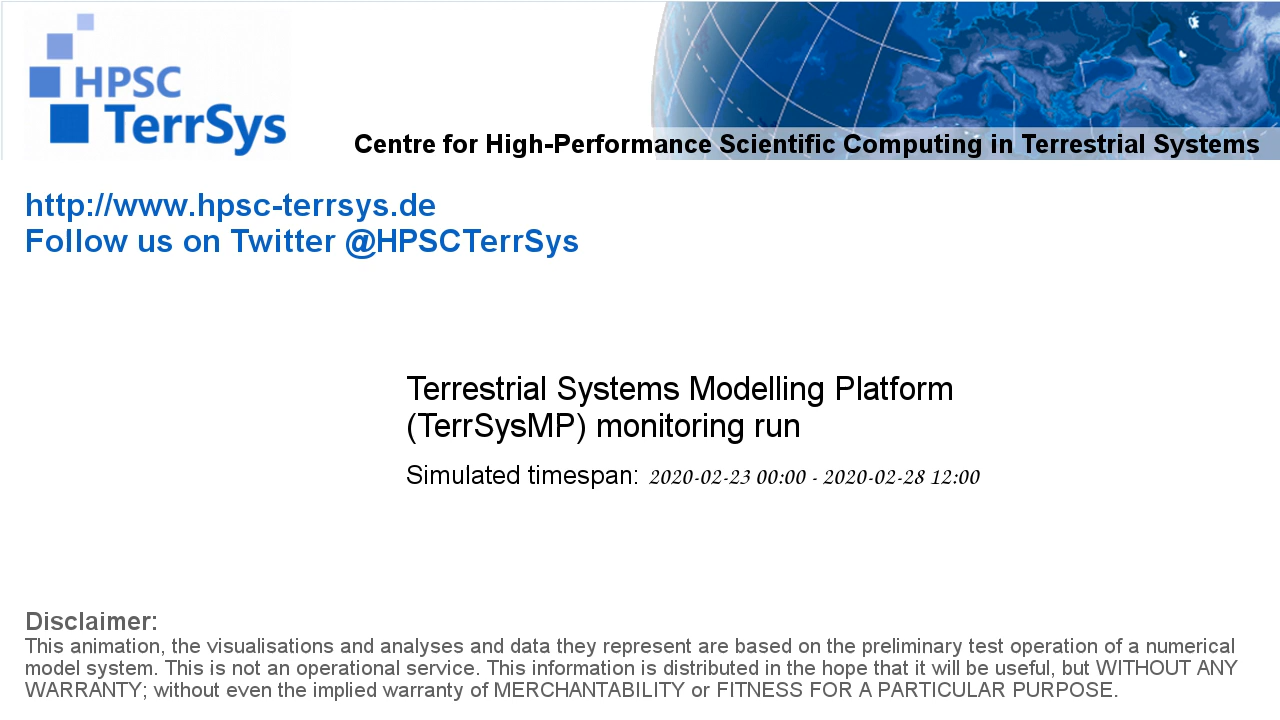 HPSC
TerrSys
Centre for High-Performance Scientific Computing in Terrestrial Systems
http://www.hpsc-terrsys.de
Follow us on Twitter @HPSCTerrSys
Terrestrial Systems Modelling Platform
(TerrSysMP) monitoring run
Simulated timespan: 2020-02-23 00:00 - 2020-02-28 12:00
Disclaimer:
This animation, the visualisations and analyses and data they represent are based on the preliminary test operation of a numerical
model system. This is not an operational service. This information is distributed in the hope that it will be useful, but WITHOUT ANY
WARRANTY; without even the implied warranty of MERCHANTABILITY or FITNESS FOR A PARTICULAR PURPOSE.